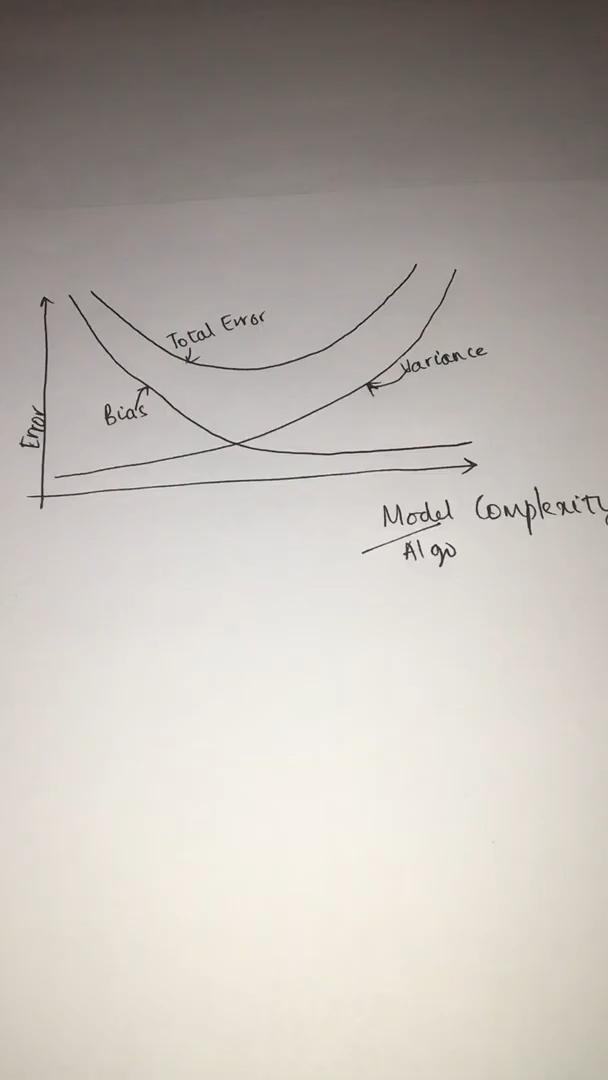 Total Error
Variance
Bias
Error
Model Complexity
Algo